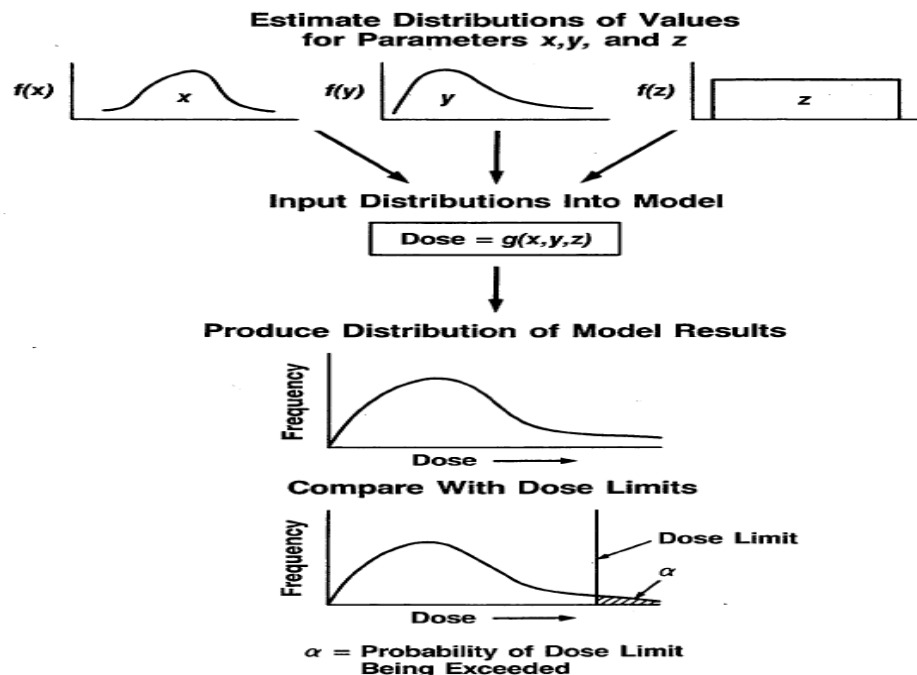 Estimate Distributions of Values
for Parameters x,y, and z
f(x)
x
f(y)
y
f(z)
z
Input Distributions Into Model
Dose = g(x,y,z)
Produce Distribution of Model Results
Frequency
Dose
Compare With Dose Limits
Frequency
Dose Limit
α
Dose
α = Probability of Dose Limit
Being Exceeded